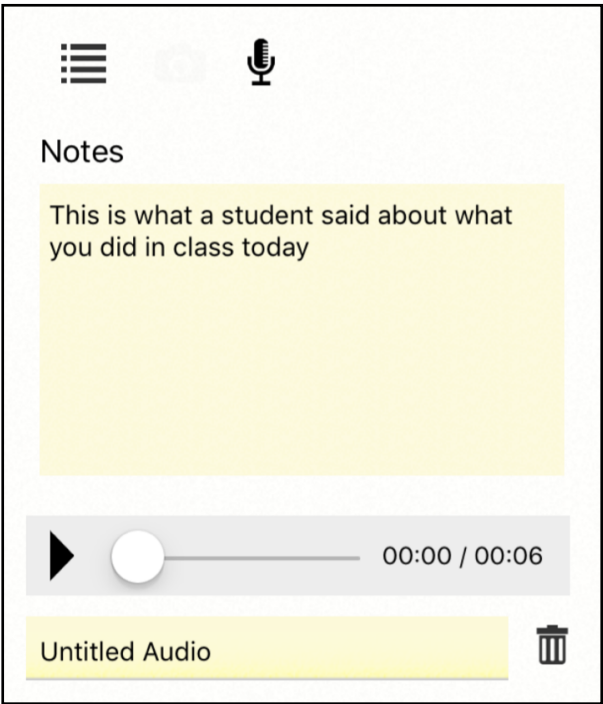 Notes
This is what a student said about what
you did in class today
00:00 / 00:06
Untitled Audio